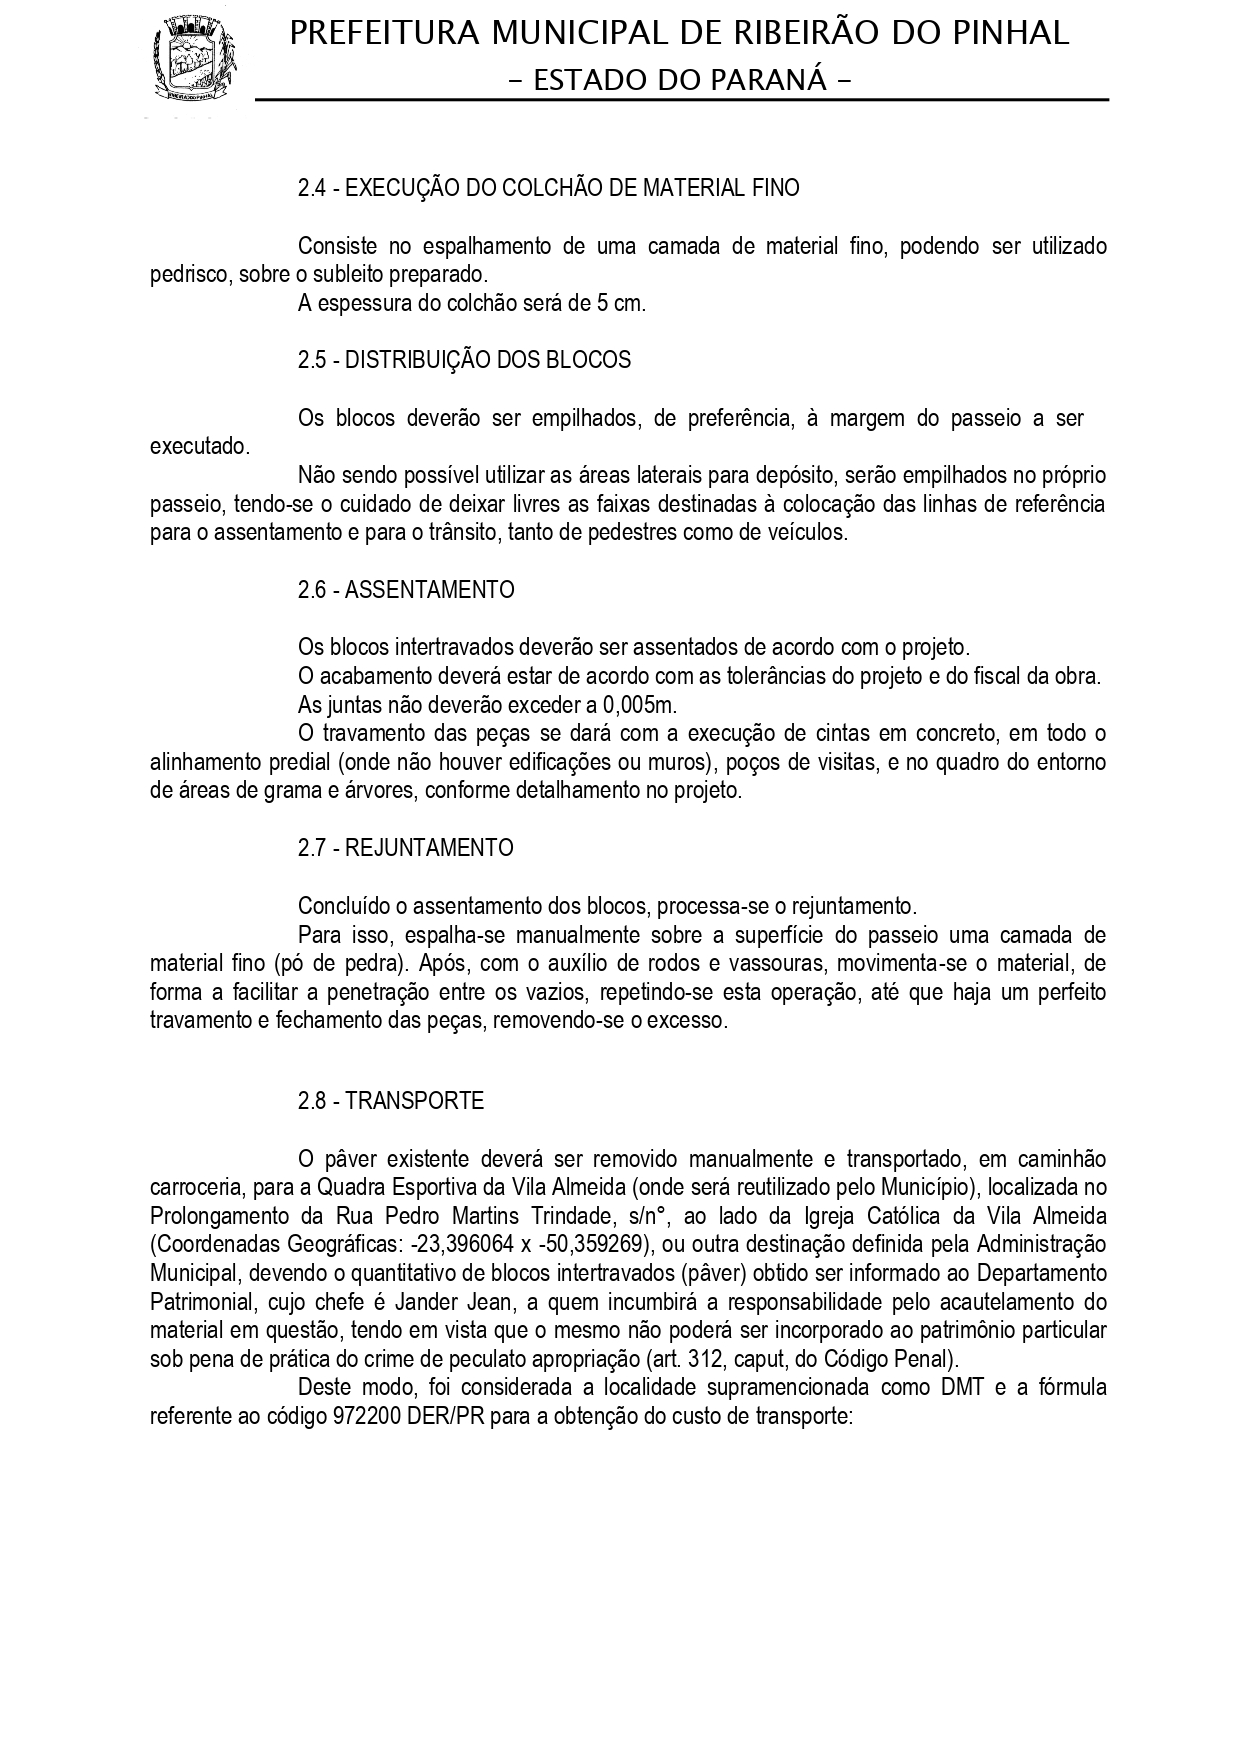 PREFEITURA MUNICIPAL DE RIBEIRÃO DO PINHAL
– ESTADO DO PARANÁ –
2.4 - EXECUÇÃO DO COLCHÃO DE MATERIAL FINO
Consiste no espalhamento de uma camada de material fino, podendo ser utilizado
pedrisco, sobre o subleito preparado.
A espessura do colchão será de 5 cm.
2.5 - DISTRIBUIÇÃO DOS BLOCOS
Os blocos deverão ser empilhados, de preferência, à margem do passeio a ser
executado.
Não sendo possível utilizar as áreas laterais para depósito, serão empilhados no próprio
passeio, tendo-se o cuidado de deixar livres as faixas destinadas à colocação das linhas de referência
para o assentamento e para o trânsito, tanto de pedestres como de veículos.
2.6 - ASSENTAMENTO
Os blocos intertravados deverão ser assentados de acordo com o projeto.
O acabamento deverá estar de acordo com as tolerâncias do projeto e do fiscal da obra.
As juntas não deverão exceder a 0,005m.
O travamento das peças se dará com a execução de cintas em concreto, em todo o
alinhamento predial (onde não houver edificações ou muros), poços de visitas, e no quadro do entorno
de áreas de grama e árvores, conforme detalhamento no projeto.
2.7 - REJUNTAMENTO
Concluído o assentamento dos blocos, processa-se o rejuntamento.
Para isso, espalha-se manualmente sobre a superfície do passeio uma camada de
material fino (pó de pedra). Após, com o auxílio de rodos e vassouras, movimenta-se o material, de
forma a facilitar a penetração entre os vazios, repetindo-se esta operação, até que haja um perfeito
travamento e fechamento das peças, removendo-se o excesso.
2.8 - TRANSPORTE
O pâver existente deverá ser removido manualmente e transportado, em caminhão
carroceria, para a Quadra Esportiva da Vila Almeida (onde será reutilizado pelo Município), localizada no
Prolongamento da Rua Pedro Martins Trindade, s/n°, ao lado da Igreja Católica da Vila Almeida
(Coordenadas Geográficas: -23,396064 x -50,359269), ou outra destinação definida pela Administração
Municipal, devendo o quantitativo de blocos intertravados (pâver) obtido ser informado ao Departamento
Patrimonial, cujo chefe é Jander Jean, a quem incumbirá a responsabilidade pelo acautelamento do
material em questão, tendo em vista que o mesmo não poderá ser incorporado ao patrimônio particular
sob pena de prática do crime de peculato apropriação (art. 312, caput, do Código Penal).
Deste modo, foi considerada a localidade supramencionada como DMT e a fórmula
referente ao código 972200 DER/PR para a obtenção do custo de transporte: